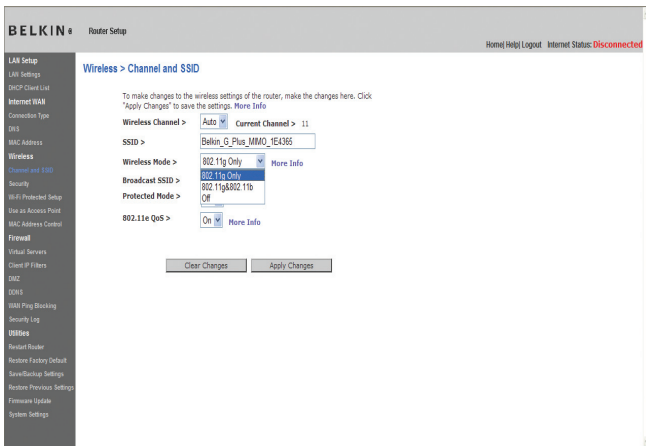 BELKIN
Router Setup
Home| Help| Logout Internet Status: Disconnected
LAN Setup
LAN Settings
DHCP Client List
Internet WAN
Connection Type
DNS
MAC Address
Wireless
Channel and SSID
Security
Wi-Fi Protected Setup
Use as Access Point
MAC Address Control
Firewall
Virtual Servers
Client IP Filters
DMZ
DDNS
WAN Ping Blocking
Security Log
Utilities
Restart Router
Restore Factory Default
Save/Backup Settings
Restore Previous Settings
Firmware Update
System Settings
Wireless > Channel and SSID
To make changes to the wireless settings of the router, make the changes here. Click
"Apply Changes" to save the settings. More Info
Wireless Channel > Auto Current Channel > 11
SSID > Belkin_G_Plus_MIMO_1E4365
Wireless Mode > 802.11g Only More Info
802.11g Only
Broadcast SSID > 802.11g&802.11b
Protected Mode > Off
802.11e QoS > On More Info
Clear Changes Apply Changes